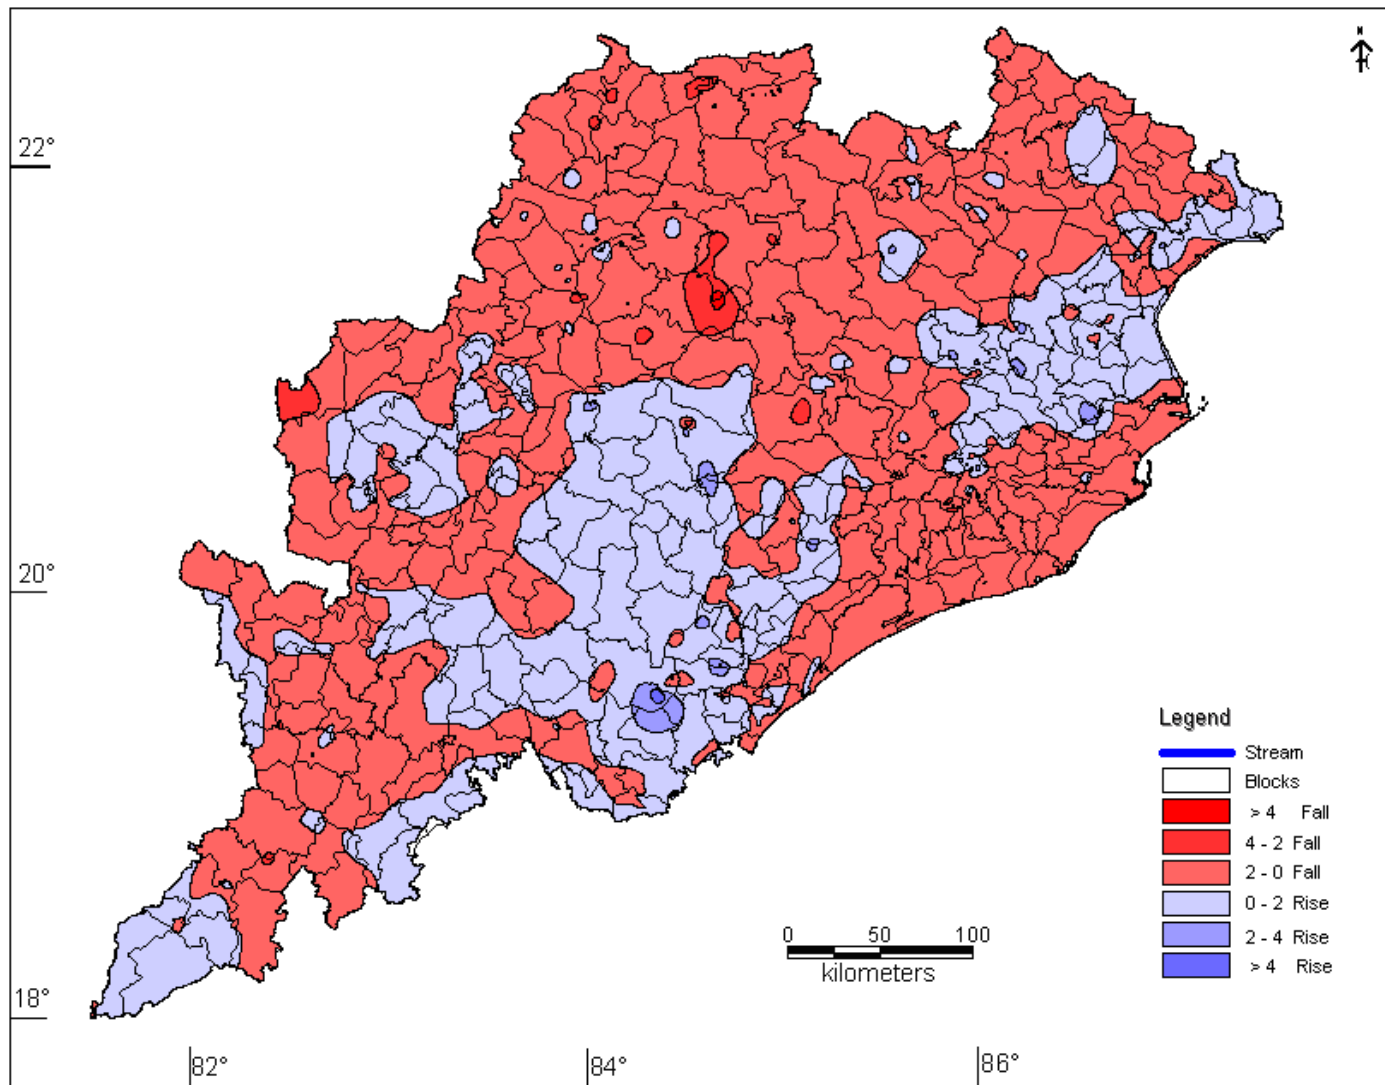 N
22°
20°
18°
82°
84°
86°
0 50 100
kilometers
Legend
Stream
Blocks
> 4 Fall
4 - 2 Fall
2 - 0 Fall
0 - 2 Rise
2 - 4 Rise
> 4 Rise